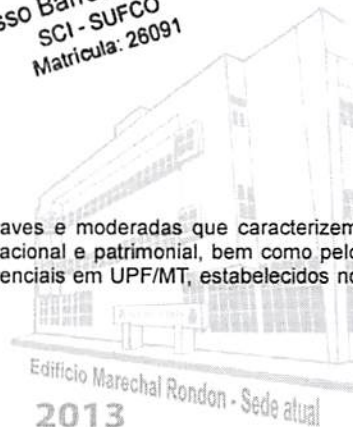 SCI - SUFCO
Matrícula: 26091
aves e moderadas que caracterizem
acional e patrimonial, bem como pelo
enciais em UPF/MT, estabelecidos no
Edifício Marechal Rondon - Sede atual
2013